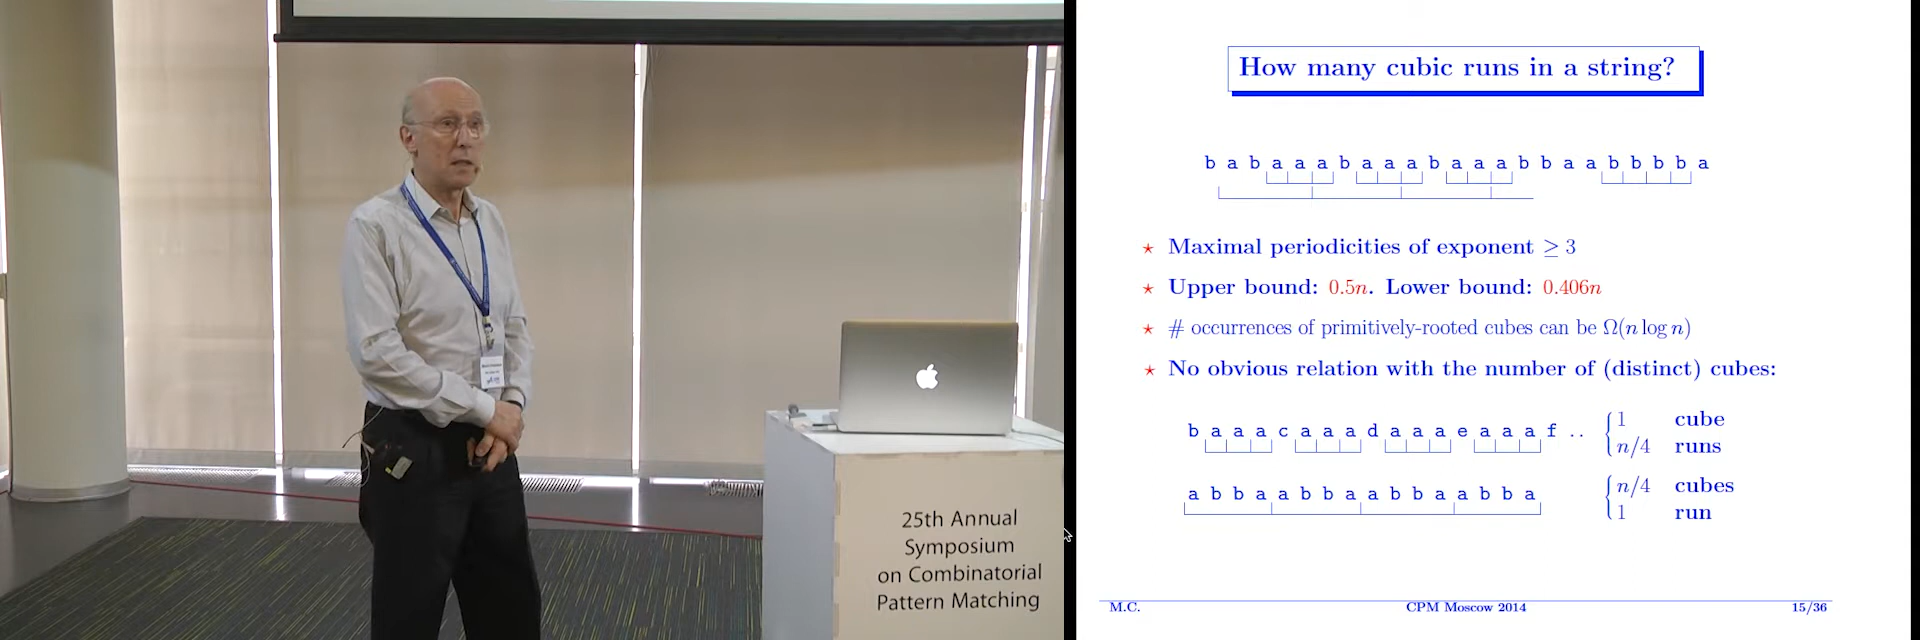 25th Annual
Symposium
on Combinatorial
Pattern Matching
How many cubic runs in a string?
b a b a a a b a a a b a a a b b a a b b b b a
⋆ Maximal periodicities of exponent ≥ 3
⋆ Upper bound: 0.5n. Lower bound: 0.406n
⋆ # occurrences of primitively-rooted cubes can be Ω(n log n)
⋆ No obvious relation with the number of (distinct) cubes:
b a a a c a a a d a a a e a a a f .. { 1 cube
n/4 runs
a b b a a b b a a b b a a b b a { n/4 cubes
1 run
M.C. CPM Moscow 2014 15/36